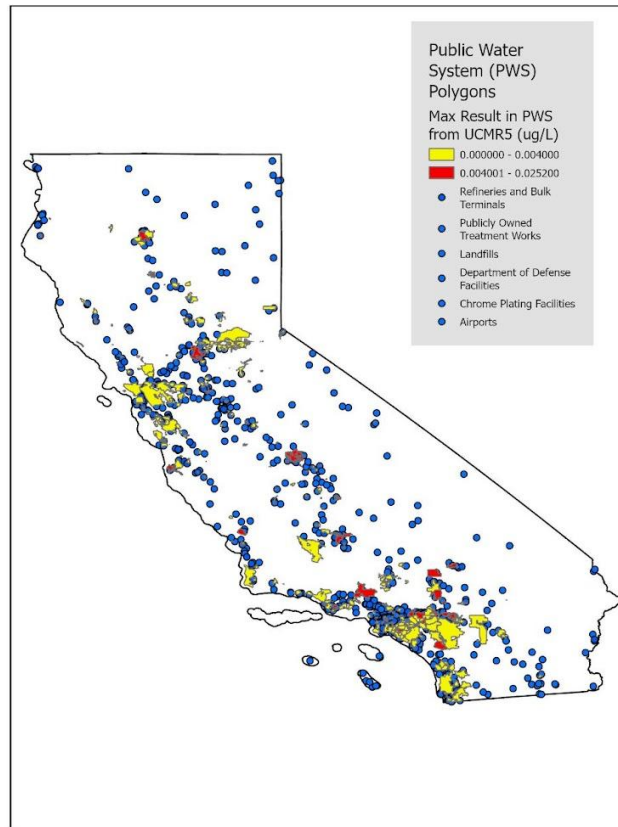 Public Water
System (PWS)
Polygons
Max Result in PWS
from UCMR5 (ug/L)
0.000000 - 0.004000
0.004001 - 0.025200
Refineries and Bulk
Terminals
Publicly Owned
Treatment Works
Landfills
Department of Defense
Facilities
Chrome Plating Facilities
Airports